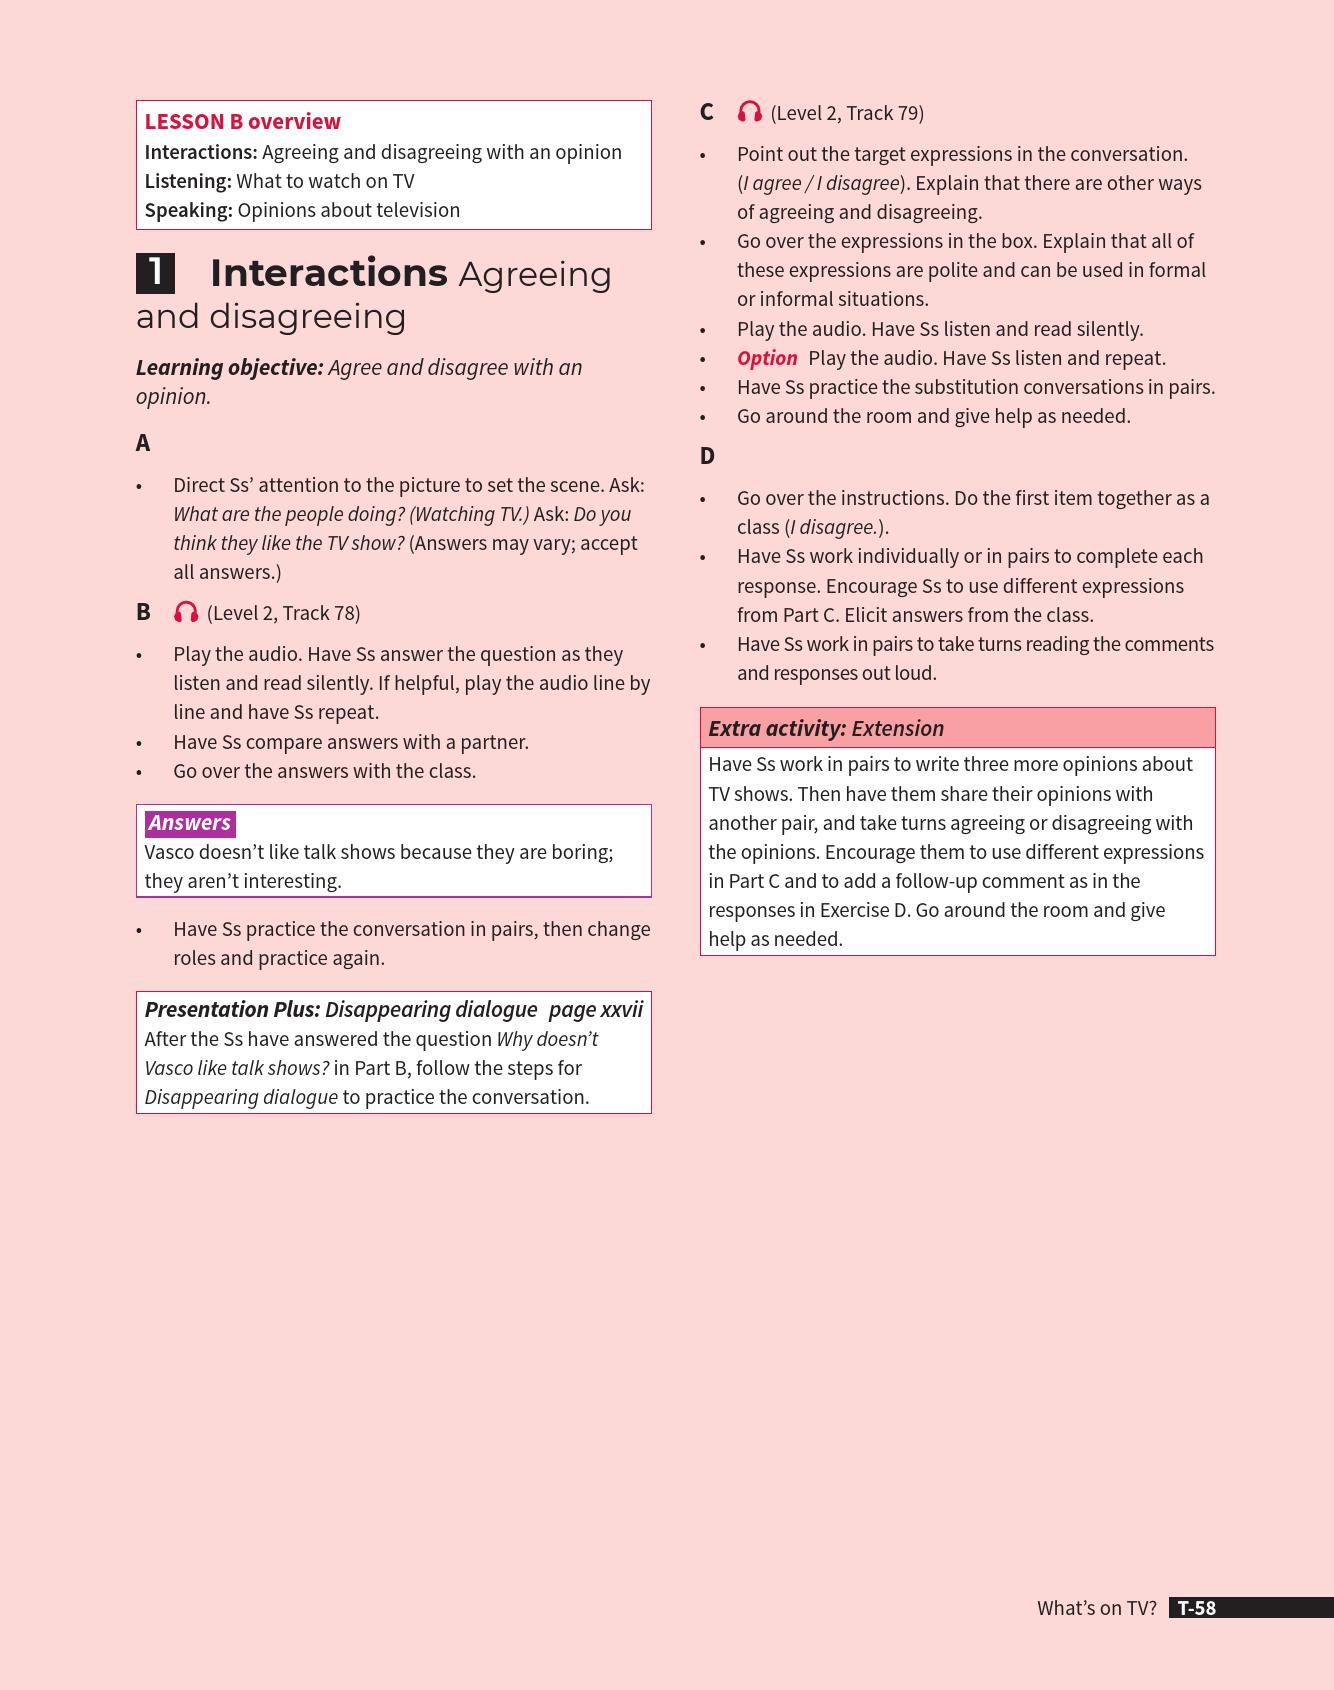 LESSON B overview
Interactions: Agreeing and disagreeing with an opinion
Listening: What to watch on TV
Speaking: Opinions about television
1 Interactions Agreeing
and disagreeing
Learning objective: Agree and disagree with an
opinion.
A
• Direct Ss’ attention to the picture to set the scene. Ask:
What are the people doing? (Watching TV.) Ask: Do you
think they like the TV show? (Answers may vary; accept
all answers.)
B (Level 2, Track 78)
• Play the audio. Have Ss answer the question as they
listen and read silently. If helpful, play the audio line by
line and have Ss repeat.
• Have Ss compare answers with a partner.
• Go over the answers with the class.
Answers
Vasco doesn’t like talk shows because they are boring;
they aren’t interesting.
• Have Ss practice the conversation in pairs, then change
roles and practice again.
Presentation Plus: Disappearing dialogue page xxvii
After the Ss have answered the question Why doesn’t
Vasco like talk shows? in Part B, follow the steps for
Disappearing dialogue to practice the conversation.
C (Level 2, Track 79)
• Point out the target expressions in the conversation.
(I agree / I disagree). Explain that there are other ways
of agreeing and disagreeing.
• Go over the expressions in the box. Explain that all of
these expressions are polite and can be used in formal
or informal situations.
• Play the audio. Have Ss listen and read silently.
• Option Play the audio. Have Ss listen and repeat.
• Have Ss practice the substitution conversations in pairs.
• Go around the room and give help as needed.
D
• Go over the instructions. Do the first item together as a
class (I disagree.).
• Have Ss work individually or in pairs to complete each
response. Encourage Ss to use different expressions
from Part C. Elicit answers from the class.
• Have Ss work in pairs to take turns reading the comments
and responses out loud.
Extra activity: Extension
Have Ss work in pairs to write three more opinions about
TV shows. Then have them share their opinions with
another pair, and take turns agreeing or disagreeing with
the opinions. Encourage them to use different expressions
in Part C and to add a follow-up comment as in the
responses in Exercise D. Go around the room and give
help as needed.
What’s on TV? T-58